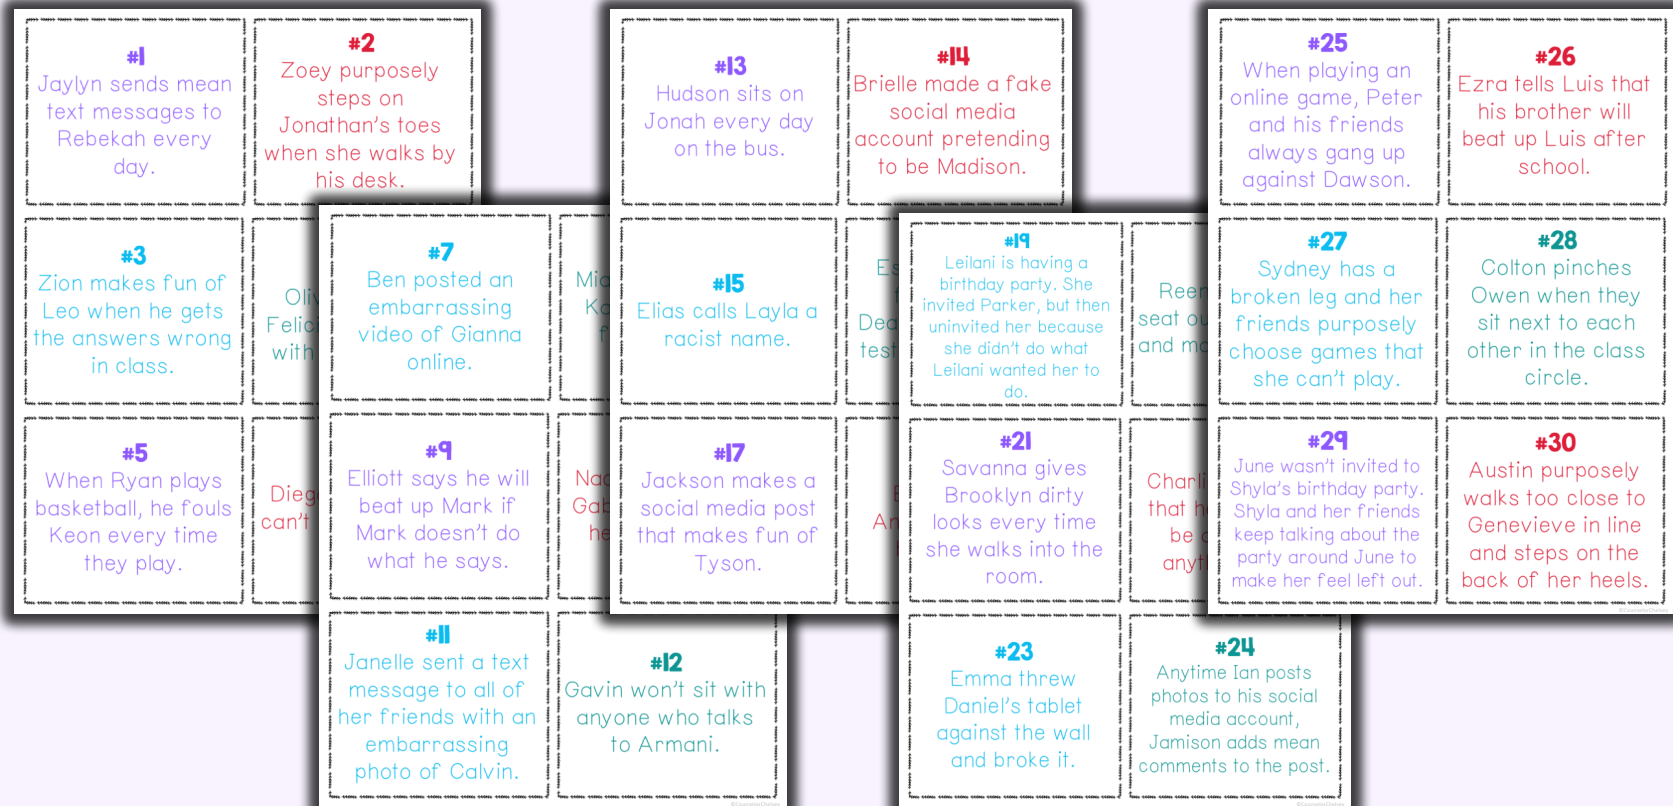 #1
Jaylyn sends mean
text messages to
Rebekah every
day.
#2
Zoey purposely
steps on
Jonathan's toes
when she walks by
his desk.
#3
Zion makes fun of
Leo when he gets
the answers wrong
in class.
with
#5
When Ryan plays
basketball, he fouls
Keon every time
they play.
can't
#7
Ben posted an
embarrassing
video of Gianna
online.
#9
Elliott says he will
beat up Mark if
Mark doesn't do
what he says.
#11
Janelle sent a text
message to all of
her friends with an
embarrassing
photo of Calvin.
#12
Gavin won't sit with
anyone who talks
to Armani.
#13
Hudson sits on
Jonah every day
on the bus.
#14
Brielle made a fake
social media
account pretending
to be Madison.
#15
Elias calls Layla a
racist name.
#17
Jackson makes a
social media post
that makes fun of
Tyson.
#19
Leilani is having a
birthday party. She
invited Parker, but then
uninvited her because
she didn't do what
Leilani wanted her to
do.
seat
and
#21
Savanna gives
Brooklyn dirty
looks every time
she walks into the
room.
that
be
#23
Emma threw
Daniel's tablet
against the wall
and broke it.
#24
Anytime Ian posts
photos to his social
media account,
Jamison adds mean
comments to the post.
#25
When playing an
online game, Peter
and his friends
always gang up
against Dawson.
#26
Ezra tells Luis that
his brother will
beat up Luis after
school.
#27
Sydney has a
broken leg and her
friends purposely
choose games that
she can't play.
#28
Colton pinches
Owen when they
sit next to each
other in the class
circle.
#29
June wasn't invited to
Shyla's birthday party.
Shyla and her friends
keep talking about the
party around June to
make her feel left out.
#30
Austin purposely
walks too close to
Genevieve in line
and steps on the
back of her heels.
©CounselorChelsey
©CounselorChelsey
©CounselorChelsey